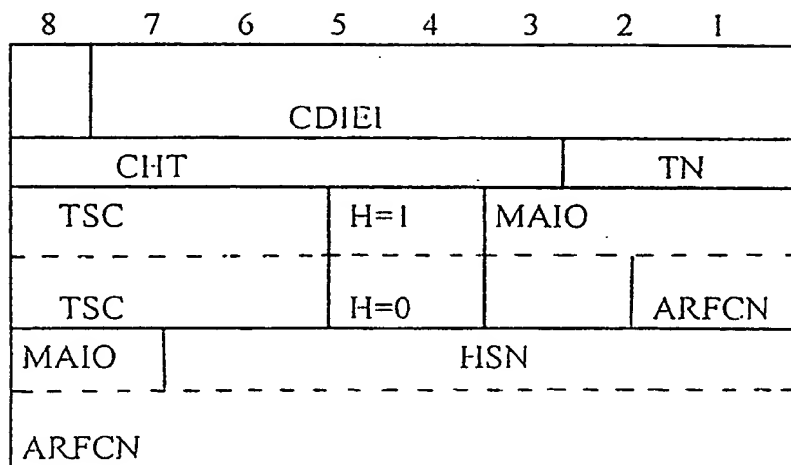 8 7 6 5 4 3 2 1
CDIEI
CHT TN
TSC H=1 MAIO
TSC H=0 ARFCN
MAIO HSN
ARFCN